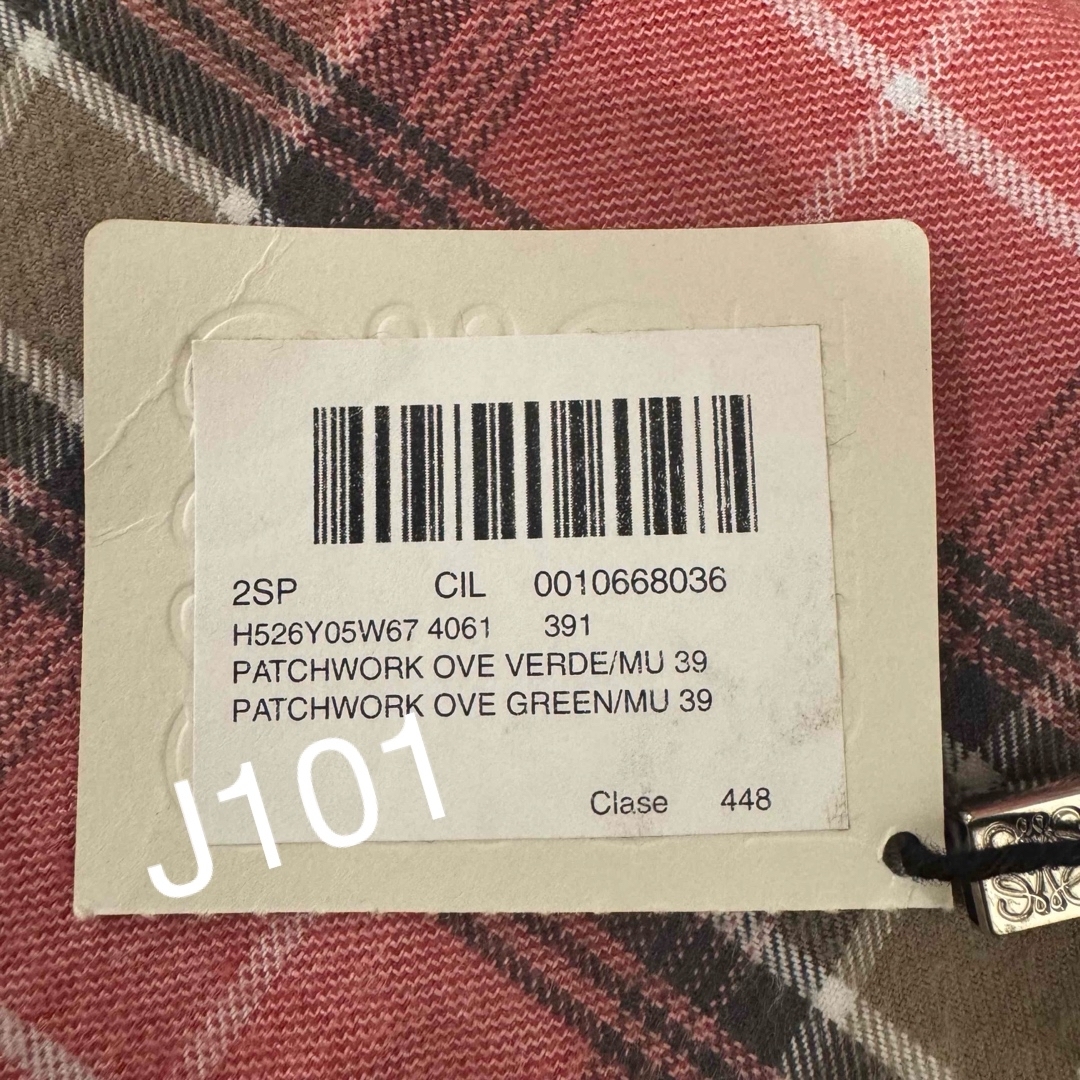 2SP CIL 0010668036
H526Y05W67 4061 391
PATCHWORK OVE VERDE/MU 39
PATCHWORK OVE GREEN/MU 39
Clase 448
J101